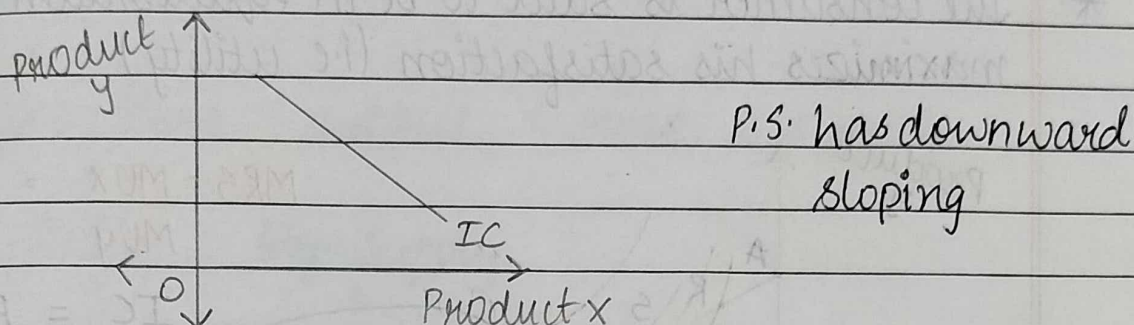 Product
y
P.S. has downward
sloping
IC
O
Product x